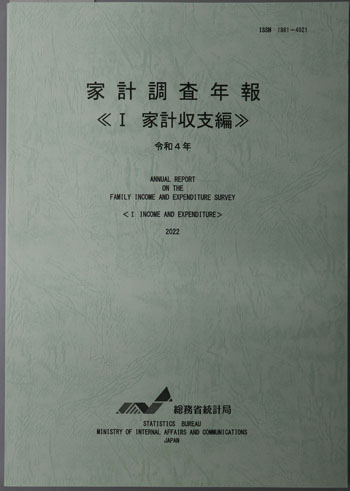 ISSN 1881-4021
家計調査年報
≪Ⅰ 家計収支編≫
令和4年
ANNUAL REPORT
ON THE
FAMILY INCOME AND EXPENDITURE SURVEY
<Ⅰ INCOME AND EXPENDITURE>
2022
総務省統計局
STATISTICS BUREAU
MINISTRY OF INTERNAL AFFAIRS AND COMMUNICATIONS
JAPAN